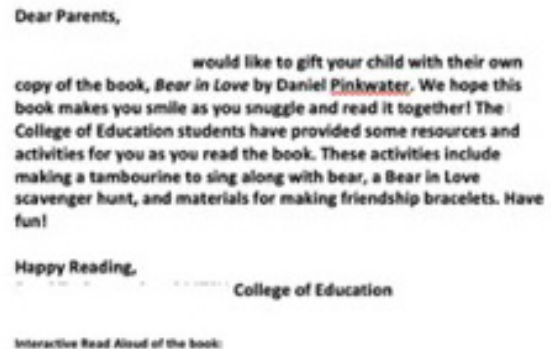 Dear Parents,
would like to gift your child with their own
copy of the book, Bear in Love by Daniel Pinkwater. We hope this
book makes you smile as you snuggle and read it together! The
College of Education students have provided some resources and
activities for you as you read the book. These activities include
making a tambourine to sing along with bear, a Bear in Love
scavenger hunt, and materials for making friendship bracelets. Have
fun!
Happy Reading,
College of Education
Interactive Read Aloud of the book: